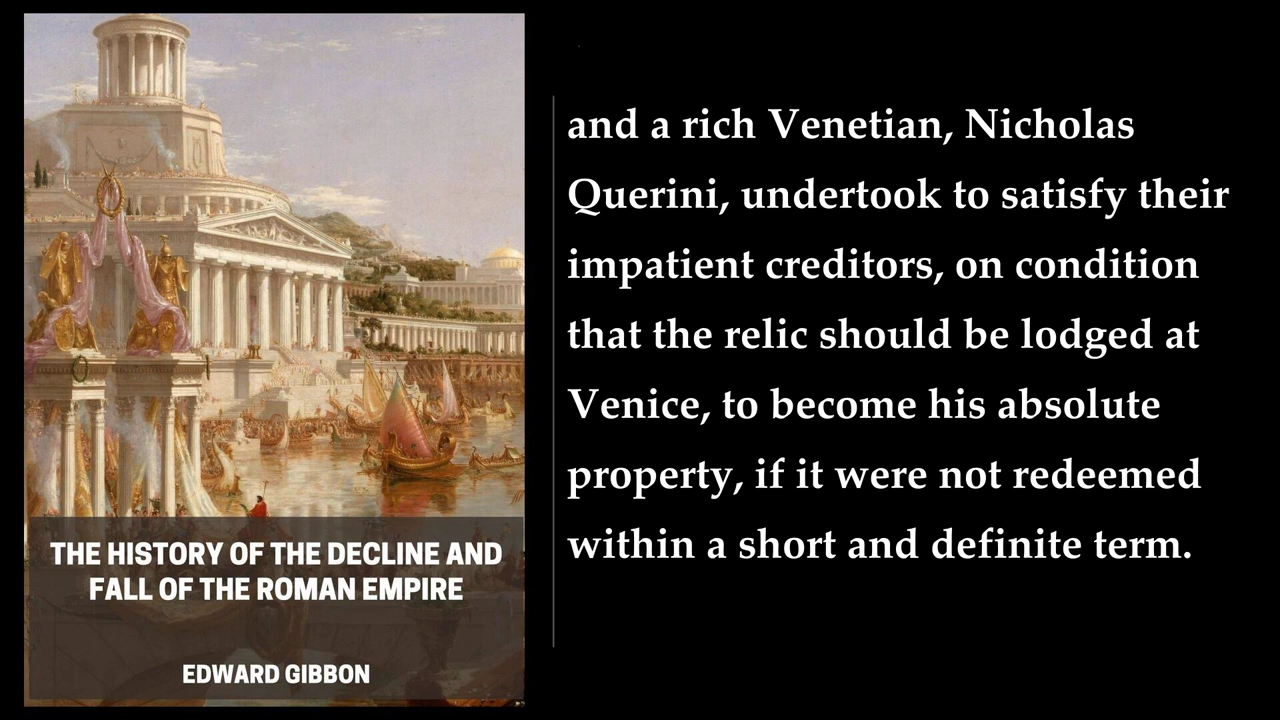 THE HISTORY OF THE DECLINE AND
FALL OF THE ROMAN EMPIRE
EDWARD GIBBON
and a rich Venetian, Nicholas
Querini, undertook to satisfy their
impatient creditors, on condition
that the relic should be lodged at
Venice, to become his absolute
property, if it were not redeemed
within a short and definite term.